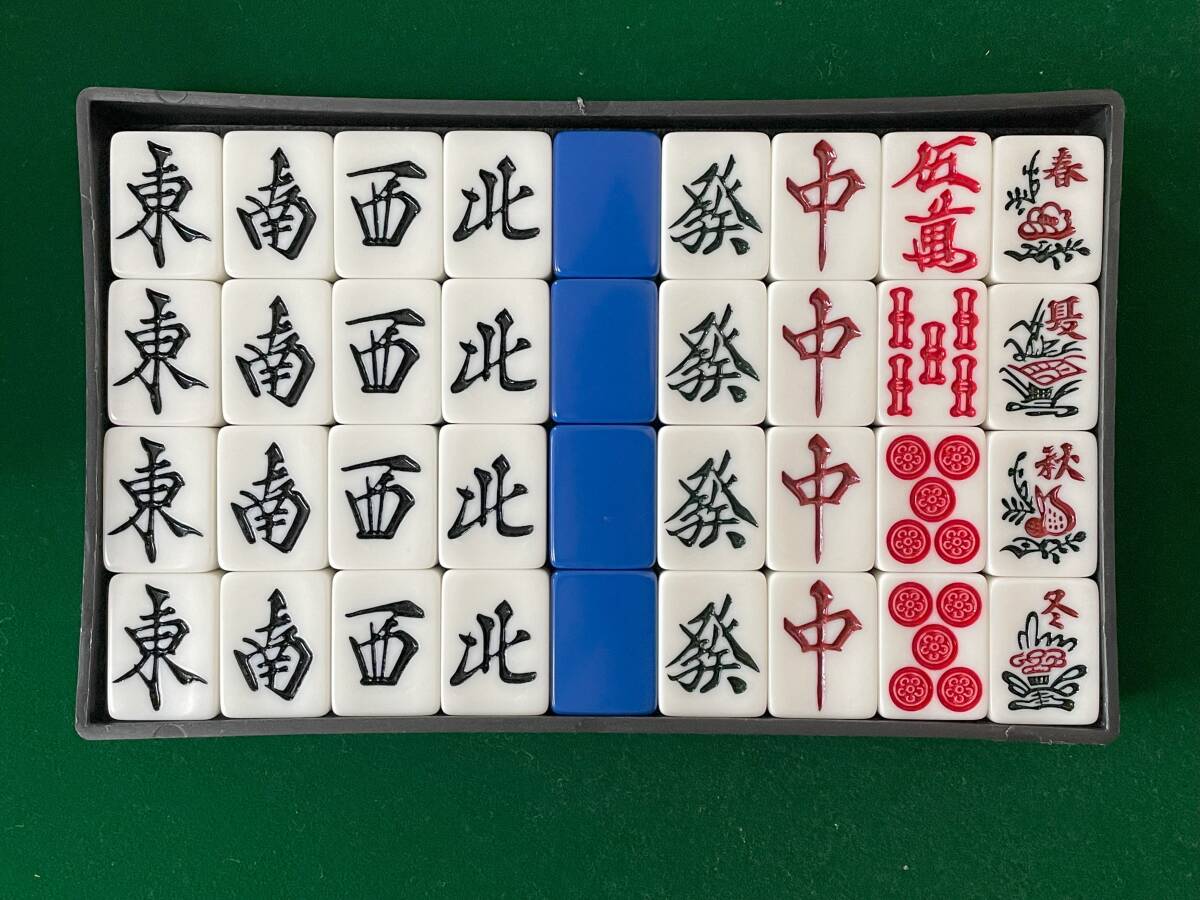 東 南 西 北 發 中 伍萬 春
東 南 西 北 發 中 夏
東 南 西 北 發 中 秋
東 南 西 北 發 中 冬